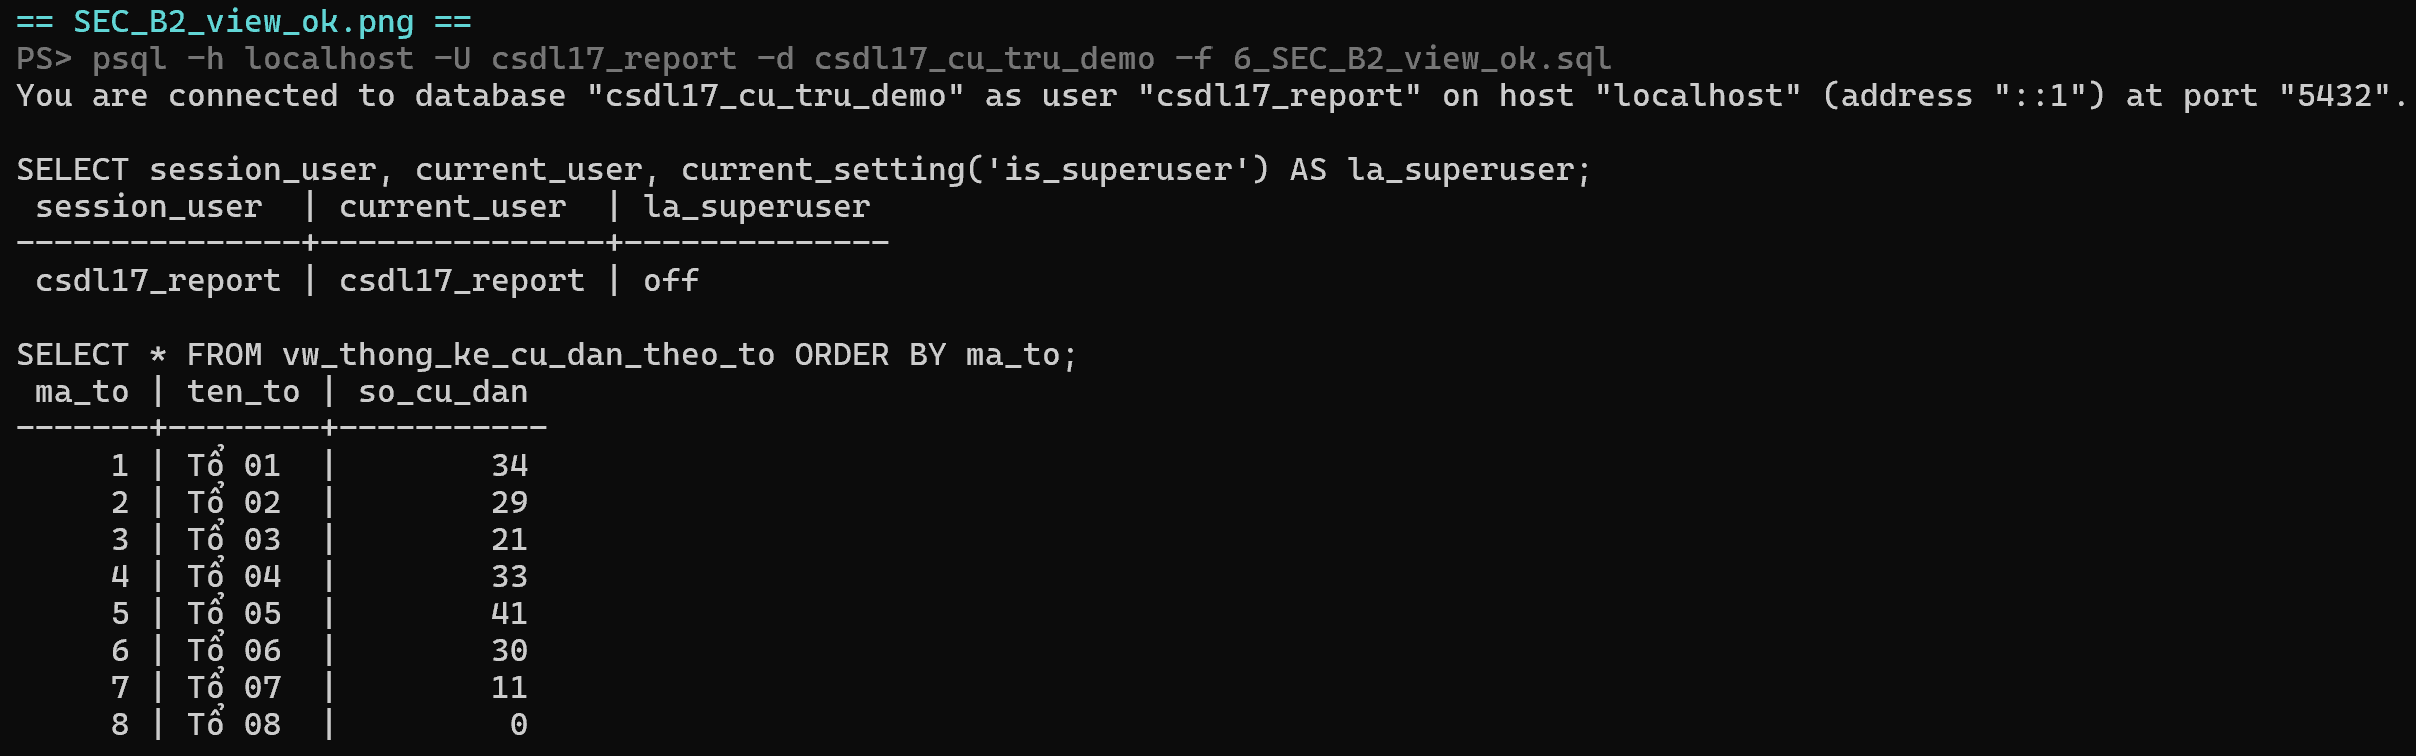 == SEC_B2_view_ok.png ==
PS> psql -h localhost -U csdl17_report -d csdl17_cu_tru_demo -f 6_SEC_B2_view_ok.sql
You are connected to database "csdl17_cu_tru_demo" as user "csdl17_report" on host "localhost" (address "::1") at port "5432".

SELECT session_user, current_user, current_setting('is_superuser') AS la_superuser;
 session_user  | current_user  | la_superuser
---------------+---------------+--------------
 csdl17_report | csdl17_report | off

SELECT * FROM vw_thong_ke_cu_dan_theo_to ORDER BY ma_to;
 ma_to | ten_to | so_cu_dan
-------+--------+-----------
     1 | Tổ 01  |        34
     2 | Tổ 02  |        29
     3 | Tổ 03  |        21
     4 | Tổ 04  |        33
     5 | Tổ 05  |        41
     6 | Tổ 06  |        30
     7 | Tổ 07  |        11
     8 | Tổ 08  |         0